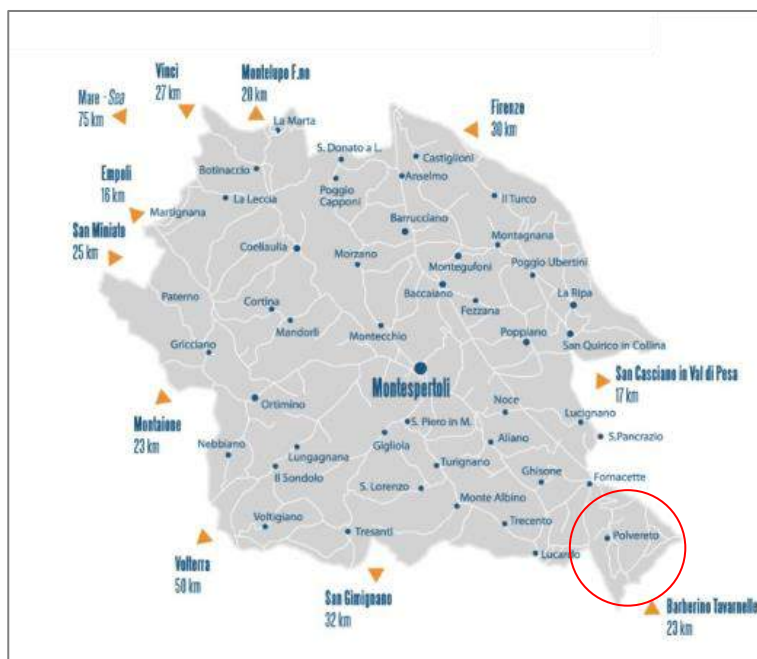 Vinci
27 km
Montelupo F.no
20 km
Mare - Sea
75 km
La Marta
Firenze
30 km
S. Donato a L.
Castiglioni
Botinaccio
Anselmo
Empoli
16 km
Poggio
Capponi
La Leccia
Il Turco
Martignana
San Miniato
25 km
Barrucciano
Montagnana
Coeliaulla
Morzano
Montegufoni
Poggio Ubertini
Paterno
Cortina
Baccaiano
Fezzana
La Ripa
Mandorli
Montecchio
Poppiano
Gricciano
San Quirico in Collina
Montespertoli
San Casciano in Val di Pesa
17 km
Montaione
23 km
Ortimino
Noce
Lucignano
S. Piero in M.
S.Pancrazio
Nebbiano
Lungagnana
Gigliola
Aliano
Il Sondolo
Turignano
Ghisone
Fornacette
S. Lorenzo
Monte Albino
Voltigiano
Tresanti
Trecento
Polvereto
Volterra
50 km
Lucardo
San Gimignano
32 km
Barberino Tavarnelle
23 km